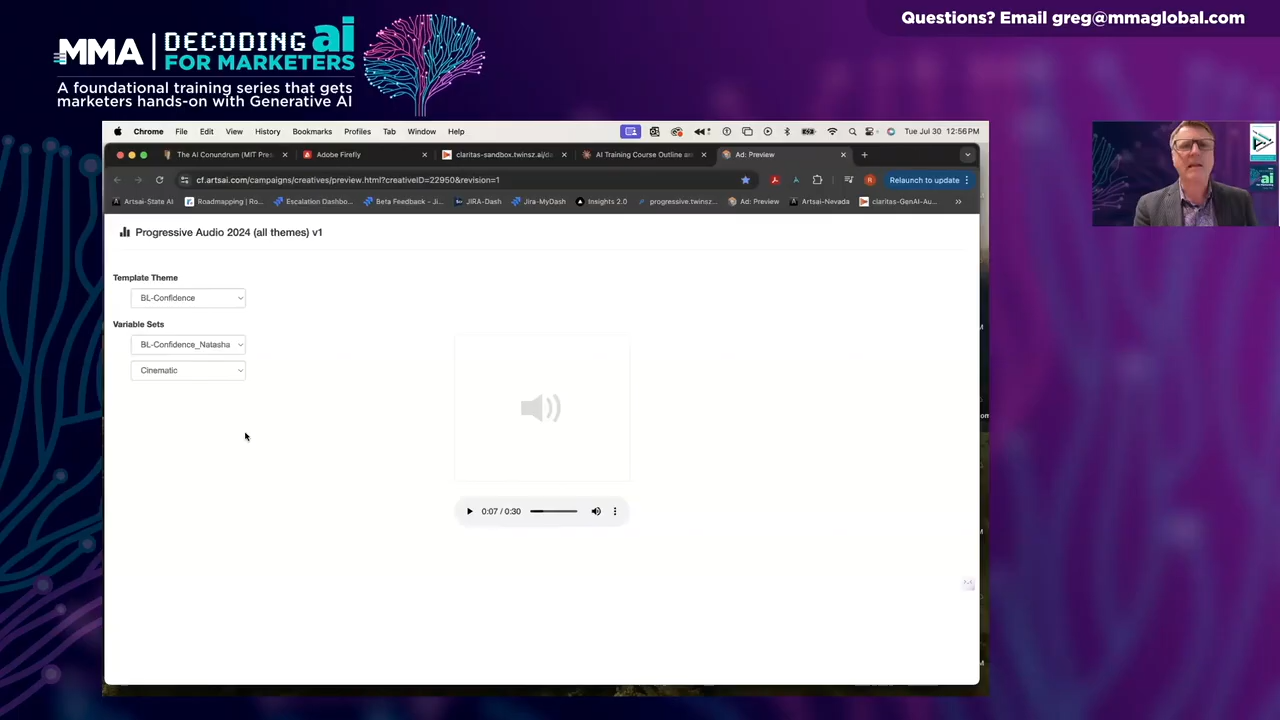 Questions? Email greg@mmaglobal.com
MMA DECODING ai
FOR MARKETERS
A foundational training series that gets
marketers hands-on with Generative AI
Chrome File Edit View History Bookmarks Profiles Tab Window Help
Tue Jul 30 12:56 PM
The AI Conundrum (MIT Pres
Adobe Firefly
claritas-sandbox.twinsz.ai/da
AI Training Course Outline an
Ad: Preview
cf.artsai.com/campaigns/creatives/preview.html?creativeID=22950&revision=1
Relaunch to update
Artsai-State AI
Roadmapping | Ro...
Escalation Dashbo...
Beta Feedback - Ji...
JIRA-Dash
Jira-MyDash
Insights 2.0
progressive.twinsz...
Ad: Preview
Artsai-Nevada
claritas-GenAI-Au...
Progressive Audio 2024 (all themes) v1
Template Theme
BL-Confidence
Variable Sets
BL-Confidence_Natasha
Cinematic
0:07 / 0:30
ai